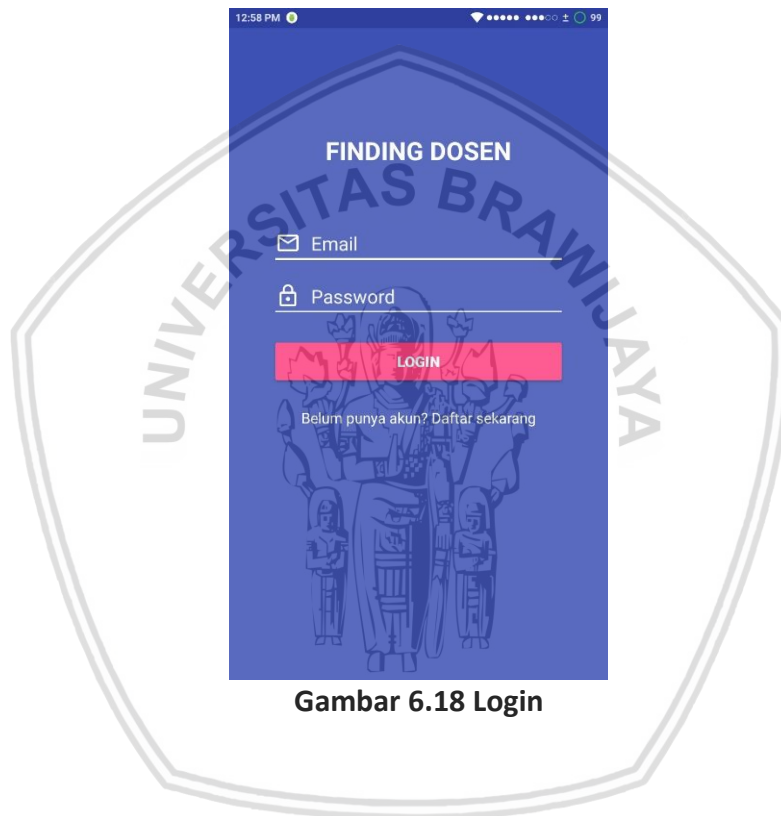 12:58 PM
99
FINDING DOSEN
UNIVERSITAS BRAWIJAYA
Email
Password
LOGIN
Belum punya akun? Daftar sekarang
Gambar 6.18 Login